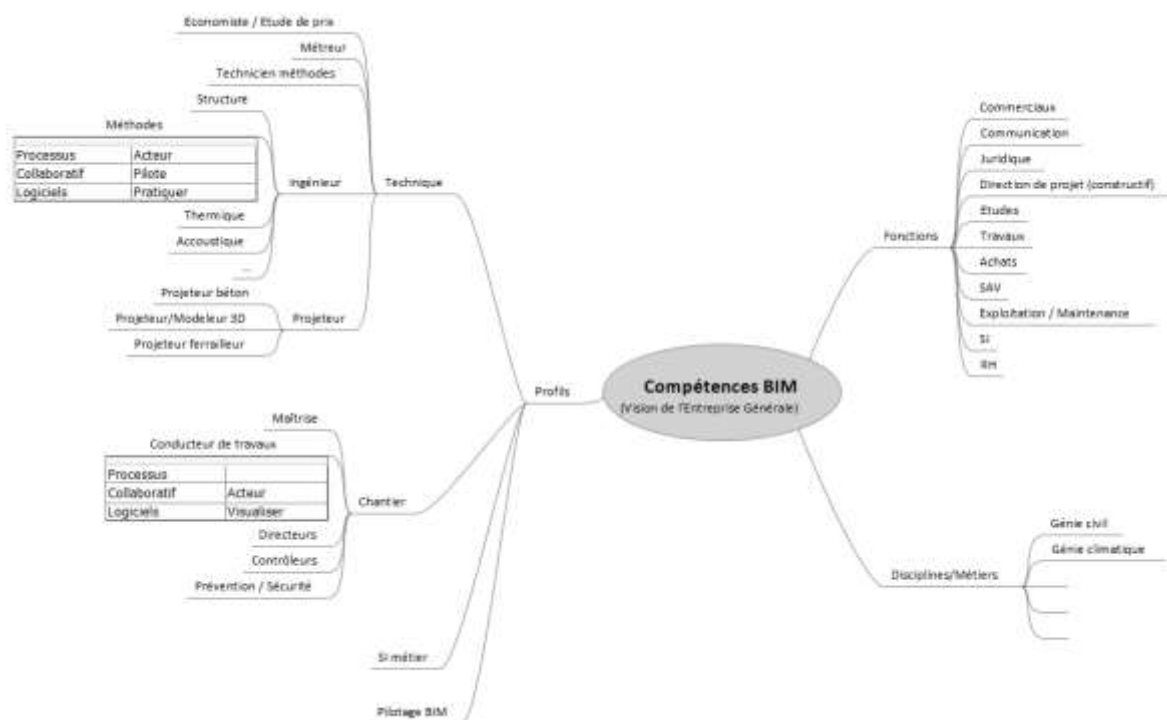 Compétences BIM
(Vision de l'Entreprise Générale)
Profils
Technique
Economiste / Etude de prix
Métreur
Technicien méthodes
Ingénieur
Structure
Méthodes
Processus Acteur
Collaboratif Pilote
Logiciels Pratiquer
Thermique
Accoustique
...
Projeteur
Projeteur béton
Projeteur/Modeleur 3D
Projeteur ferrailleur
Chantier
Maîtrise
Conducteur de travaux
Processus
Collaboratif Acteur
Logiciels Visualiser
Directeurs
Contrôleurs
Prévention / Sécurité
SI métier
Pilotage BIM
Fonctions
Commerciaux
Communication
Juridique
Direction de projet (constructif)
Etudes
Travaux
Achats
SAV
Exploitation / Maintenance
SI
RH
Disciplines/Métiers
Génie civil
Génie climatique